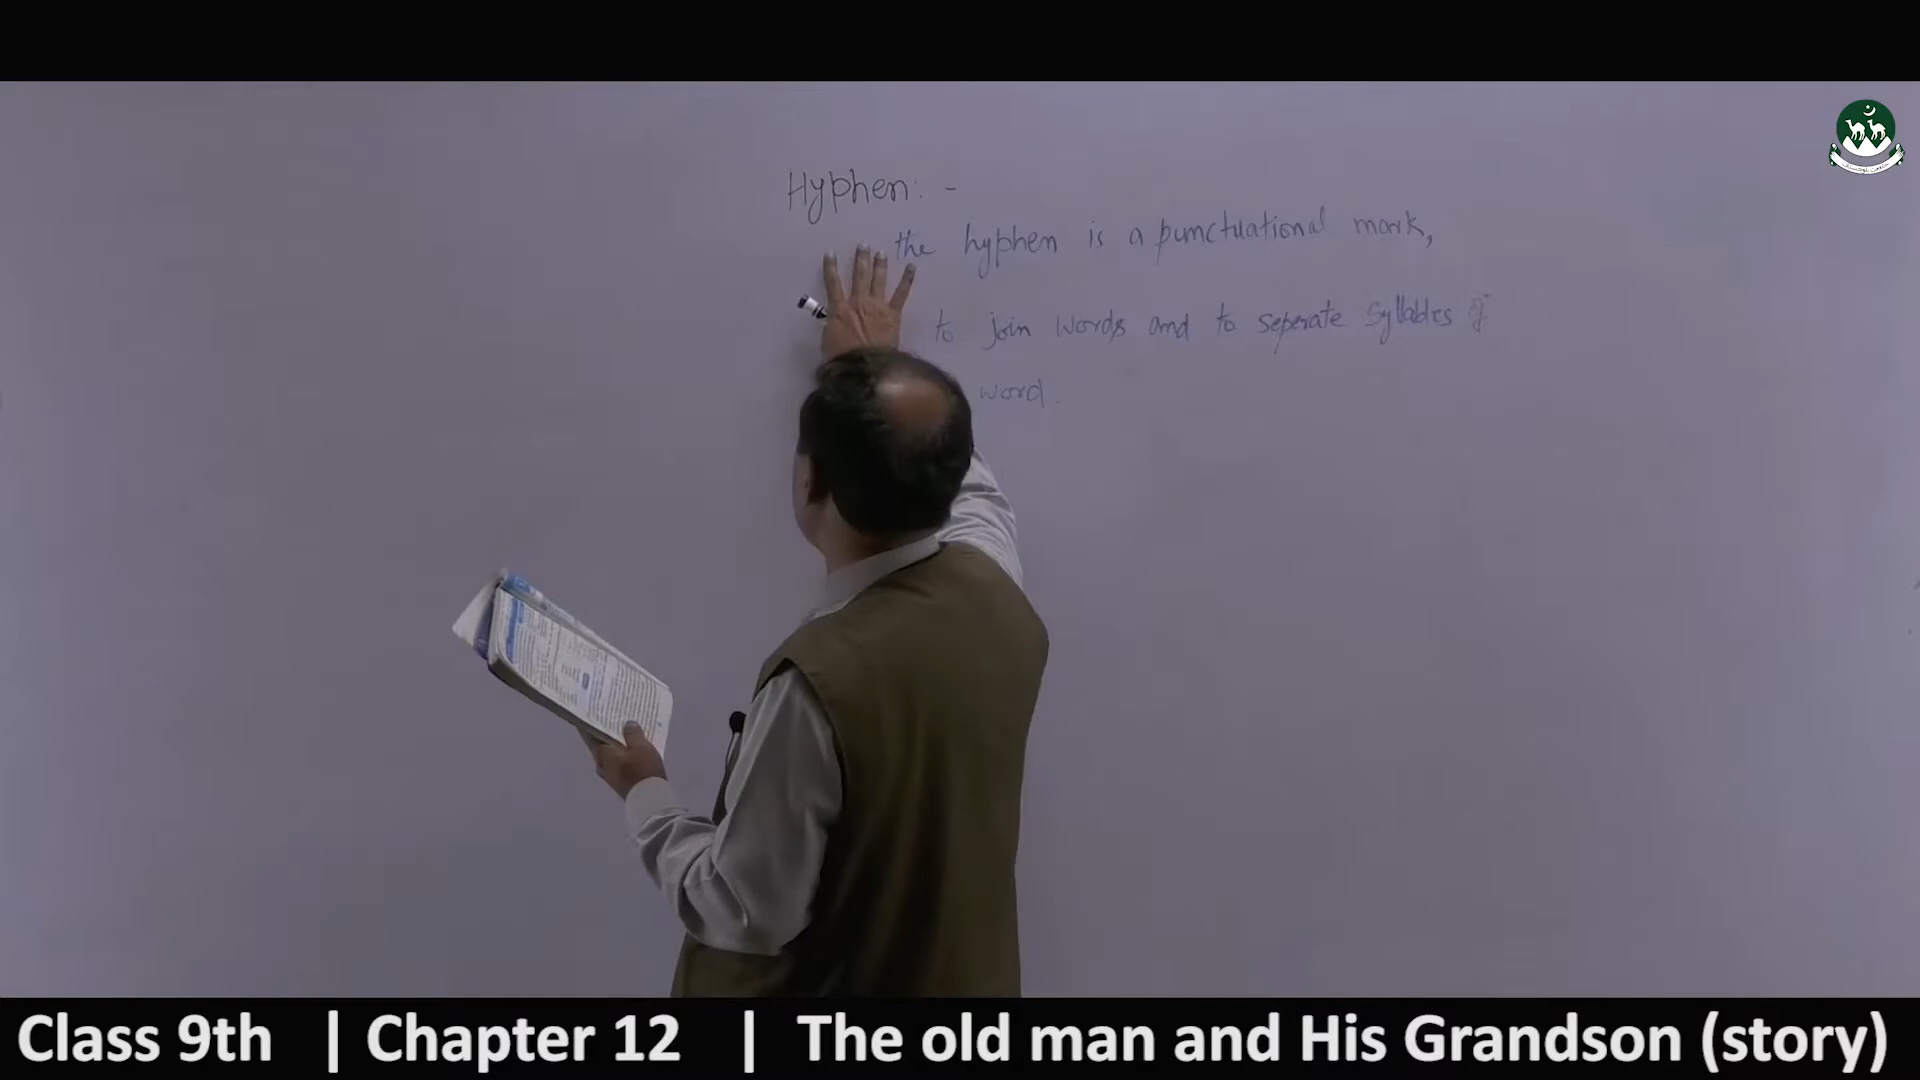 Hyphen: -
the hyphen is a punctuational mark,
to join words and to seperate syllables of
word.
Class 9th | Chapter 12 | The old man and His Grandson (story)